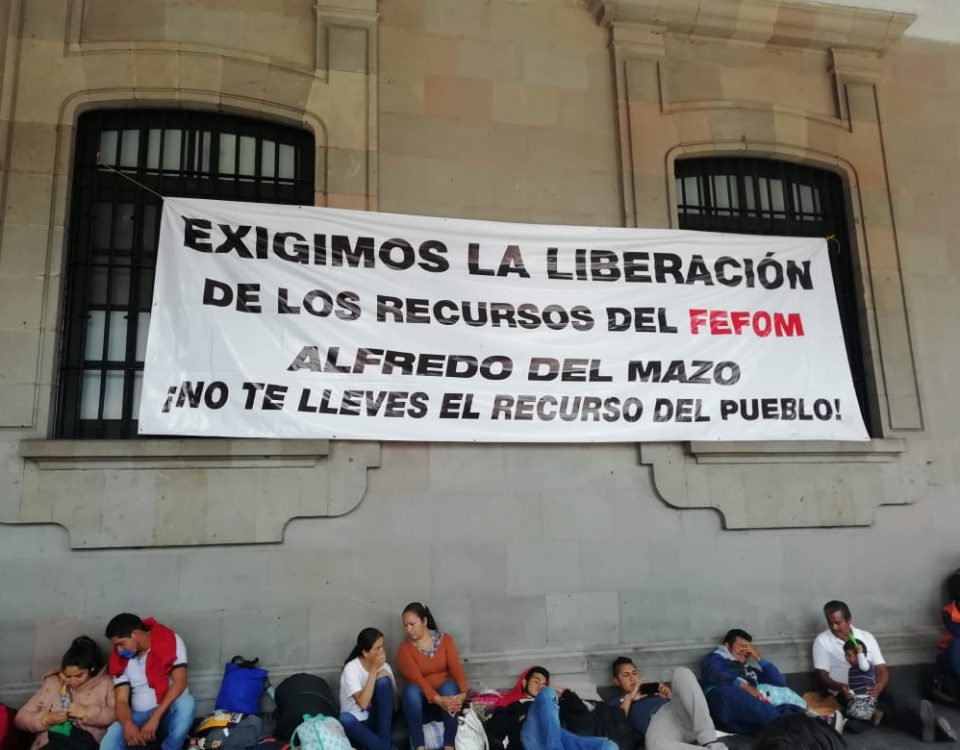 EXIGIMOS LA LIBERACIÓN
DE LOS RECURSOS DEL FEFOM
ALFREDO DEL MAZO
¡NO TE LLEVES EL RECURSO DEL PUEBLO!